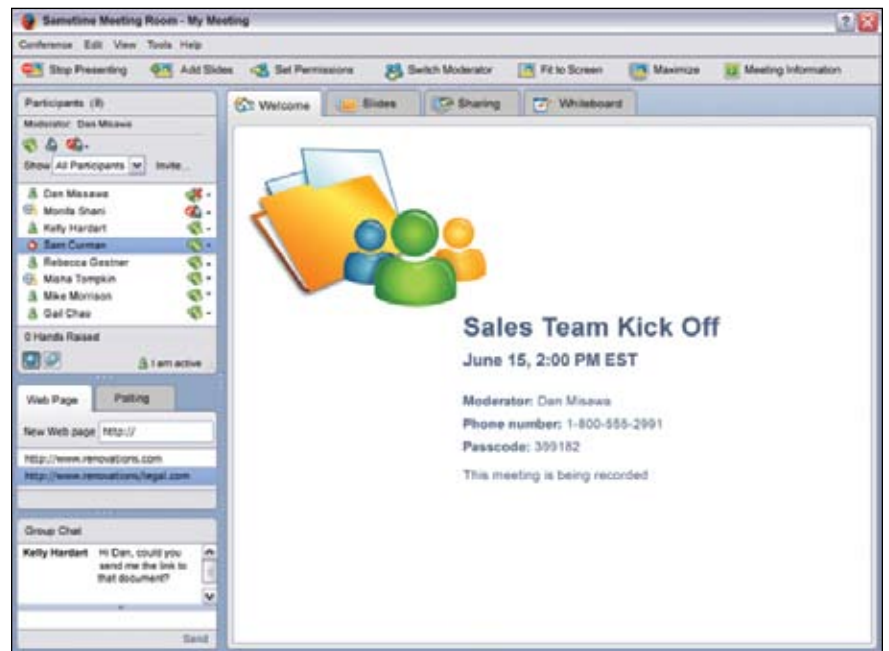 Sametime Meeting Room - My Meeting
Conference Edit View Tools Help
Stop Presenting Add Slides Set Permissions Switch Moderator Fit to Screen Maximize Meeting Information
Participants (8)
Moderator: Dan Misawa
Show All Participants Invite...
Dan Misawa
Monifa Shani
Kelly Hardart
Sam Curman
Rebecca Gestner
Misha Tompkin
Mike Morrison
Gail Chao
0 Hands Raised
I am active
Web Page Polling
New Web page http://
http://www.renovations.com
http://www.renovations/legal.com
Group Chat
Kelly Hardart Hi Dan, could you
send me the link to
that document?
Send
Welcome Slides Sharing Whiteboard
Sales Team Kick Off
June 15, 2:00 PM EST
Moderator: Dan Misawa
Phone number: 1-800-555-2991
Passcode: 399182
This meeting is being recorded